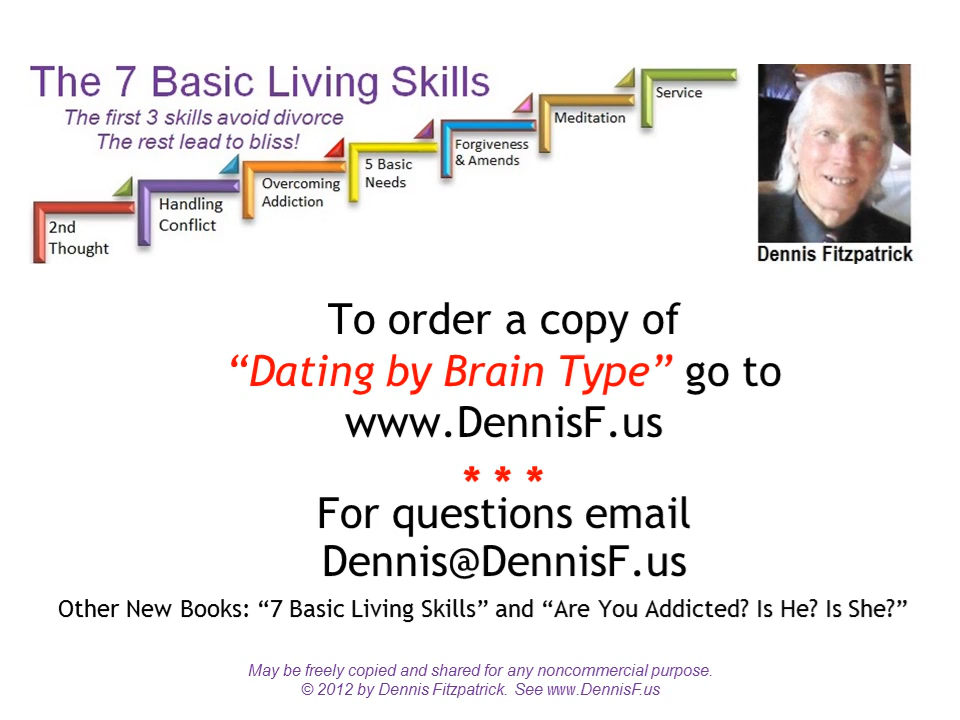 The 7 Basic Living Skills
The first 3 skills avoid divorce
The rest lead to bliss!
2nd
Thought
Handling
Conflict
Overcoming
Addiction
5 Basic
Needs
Forgiveness
& Amends
Meditation
Service
Dennis Fitzpatrick
To order a copy of
“Dating by Brain Type” go to
www.DennisF.us
* * *
For questions email
Dennis@DennisF.us
Other New Books: “7 Basic Living Skills” and “Are You Addicted? Is He? Is She?”
May be freely copied and shared for any noncommercial purpose.
© 2012 by Dennis Fitzpatrick. See www.DennisF.us